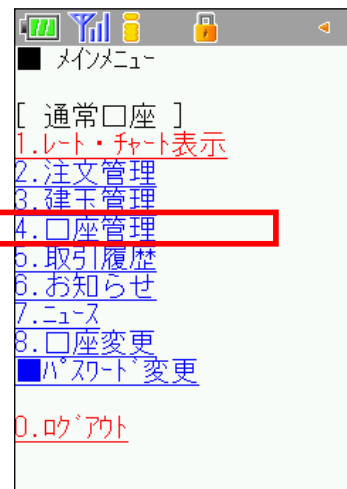 ■ ﾒｲﾝﾒﾆｭｰ
[ 通常口座 ]
1.ﾚｰﾄ・ﾁｬｰﾄ表示
2.注文管理
3.建玉管理
4.口座管理
5.取引履歴
6.お知らせ
7.ﾆｭｰｽ
8.口座変更
■ﾊﾟｽﾜｰﾄﾞ変更
0.ﾛｸﾞｱｳﾄ